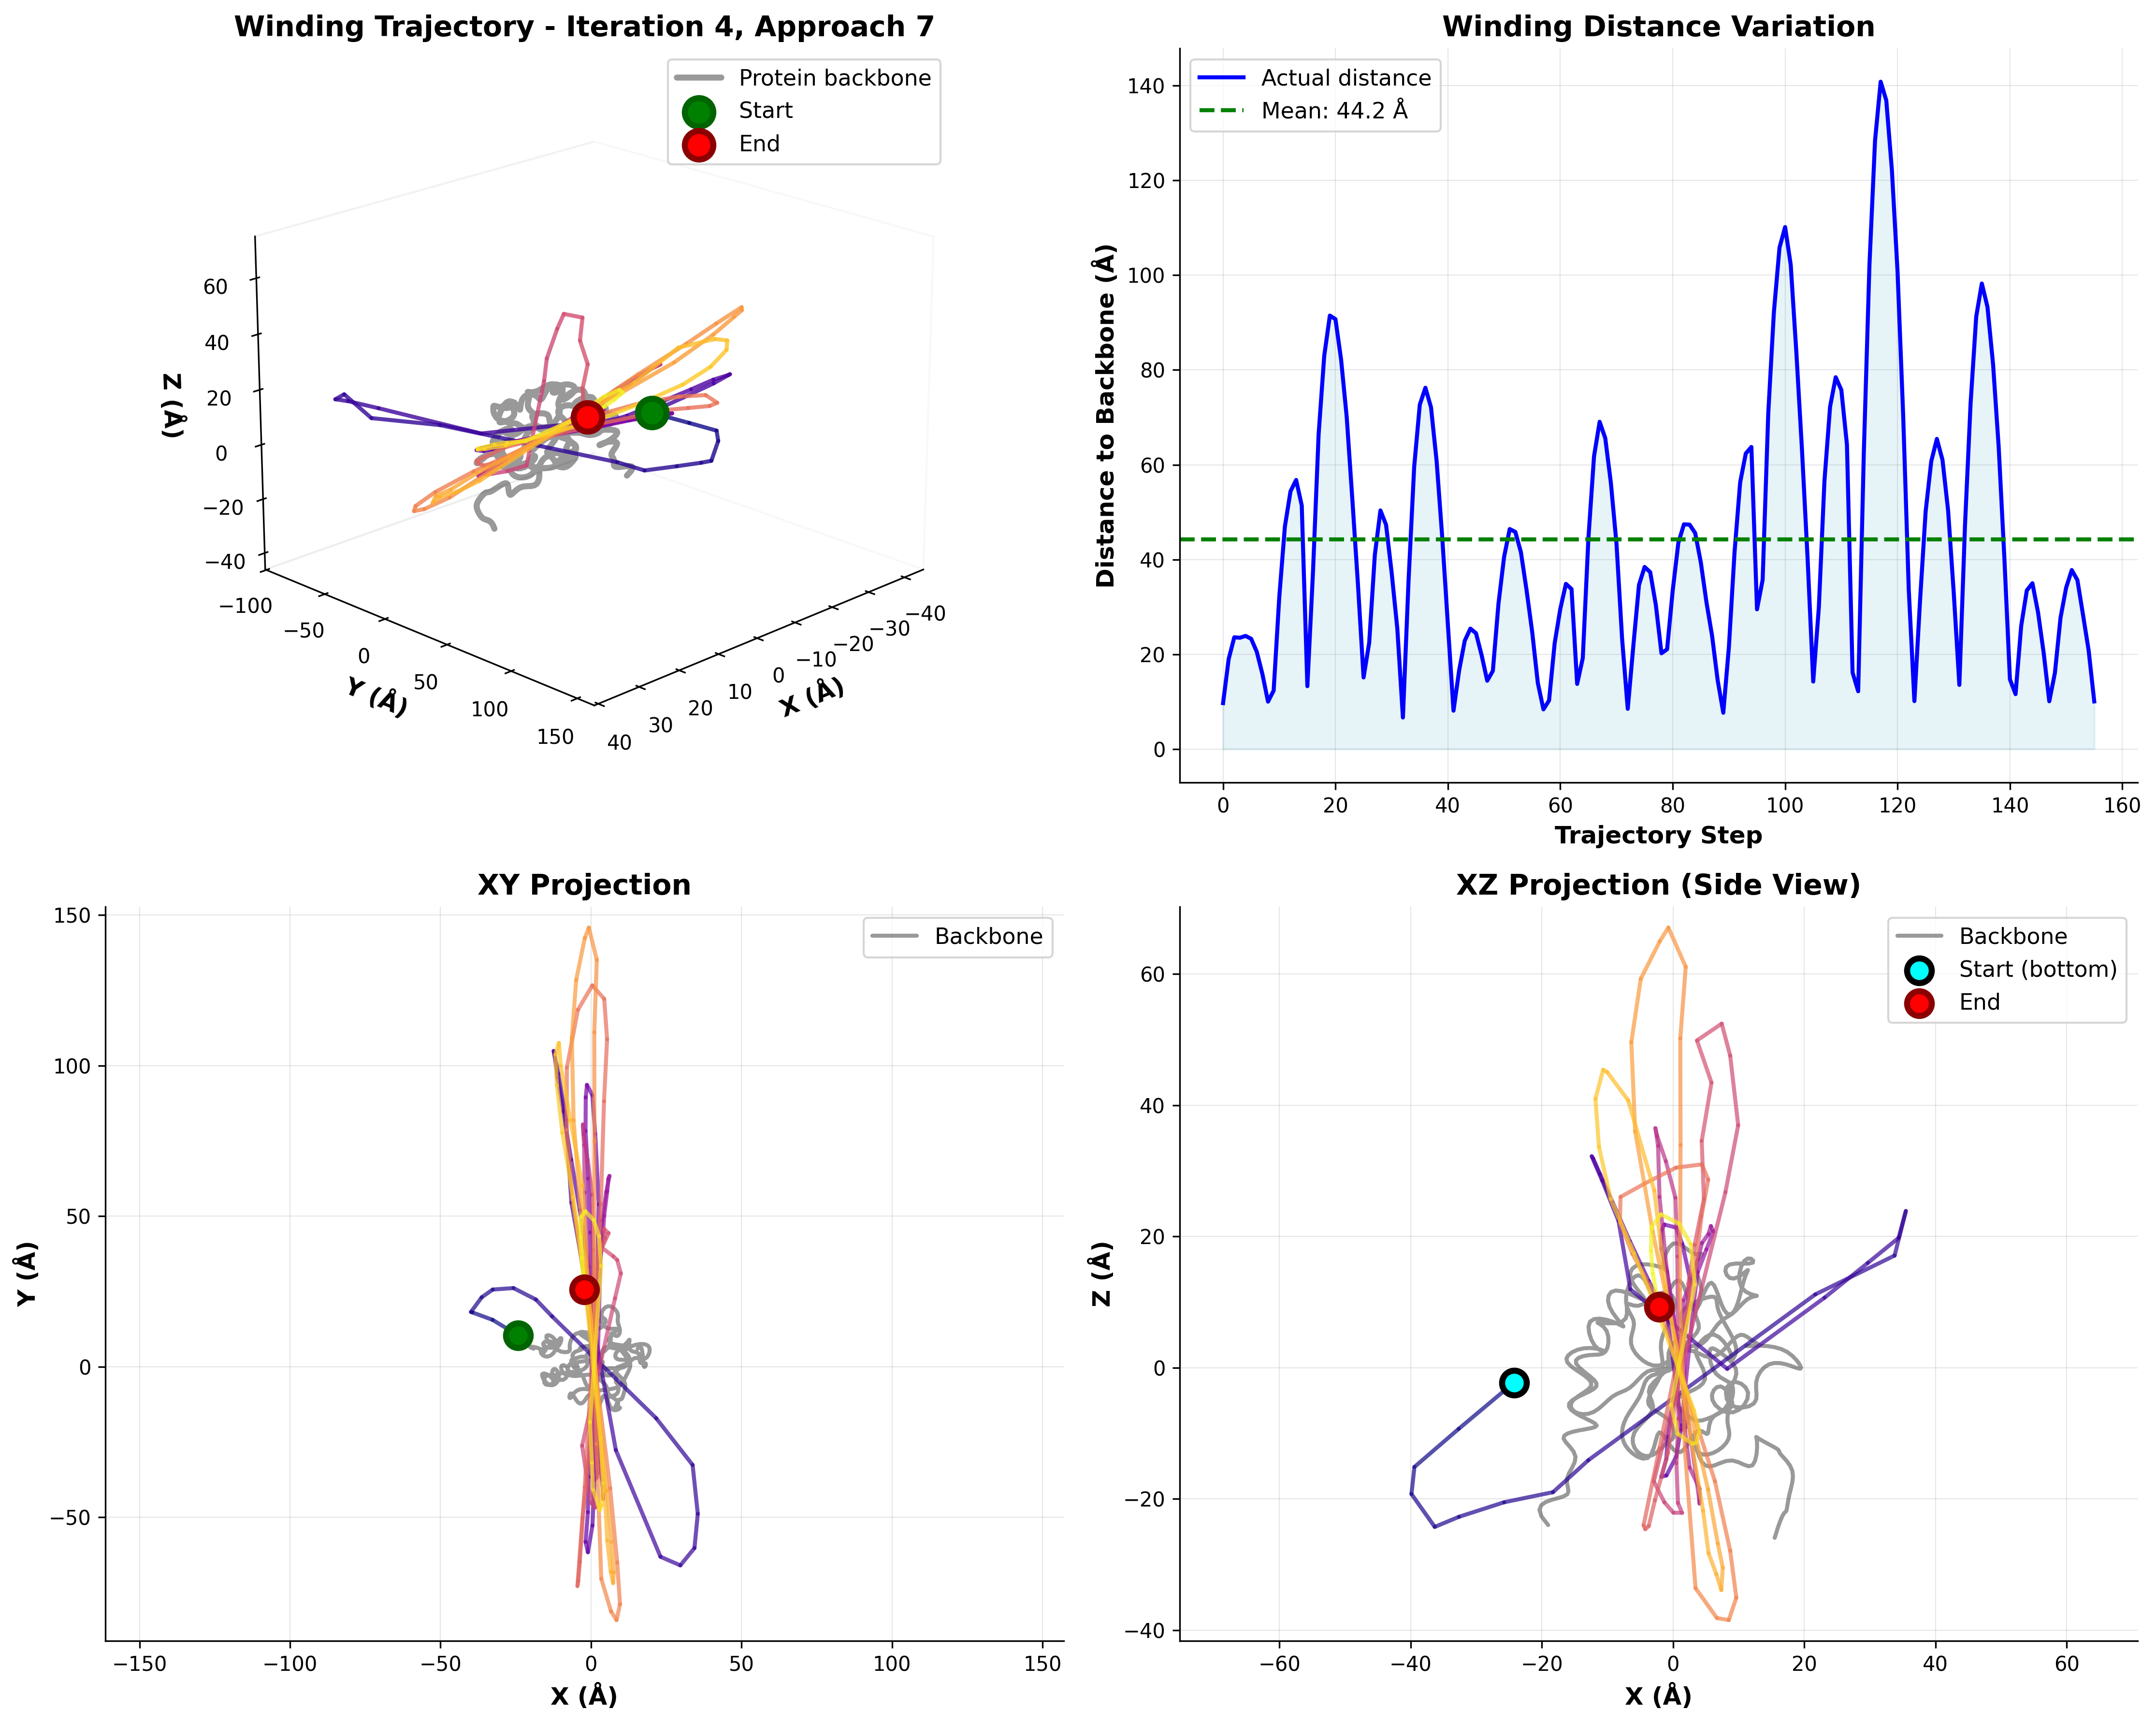 Winding Trajectory - Iteration 4, Approach 7
Protein backbone
Start
End
60
40
20
0
−20
−40
Z (Å)
−100
−50
0
50
100
150
Y (Å)
40
30
20
10
0
−10
−20
−30
−40
X (Å)
Winding Distance Variation
Actual distance
Mean: 44.2 Å
140
120
100
80
60
40
20
0
Distance to Backbone (Å)
0
20
40
60
80
100
120
140
160
Trajectory Step
XY Projection
Backbone
150
100
50
0
−50
Y (Å)
−150
−100
−50
0
50
100
150
X (Å)
XZ Projection (Side View)
Backbone
Start (bottom)
End
60
40
20
0
−20
−40
Z (Å)
−60
−40
−20
0
20
40
60
X (Å)